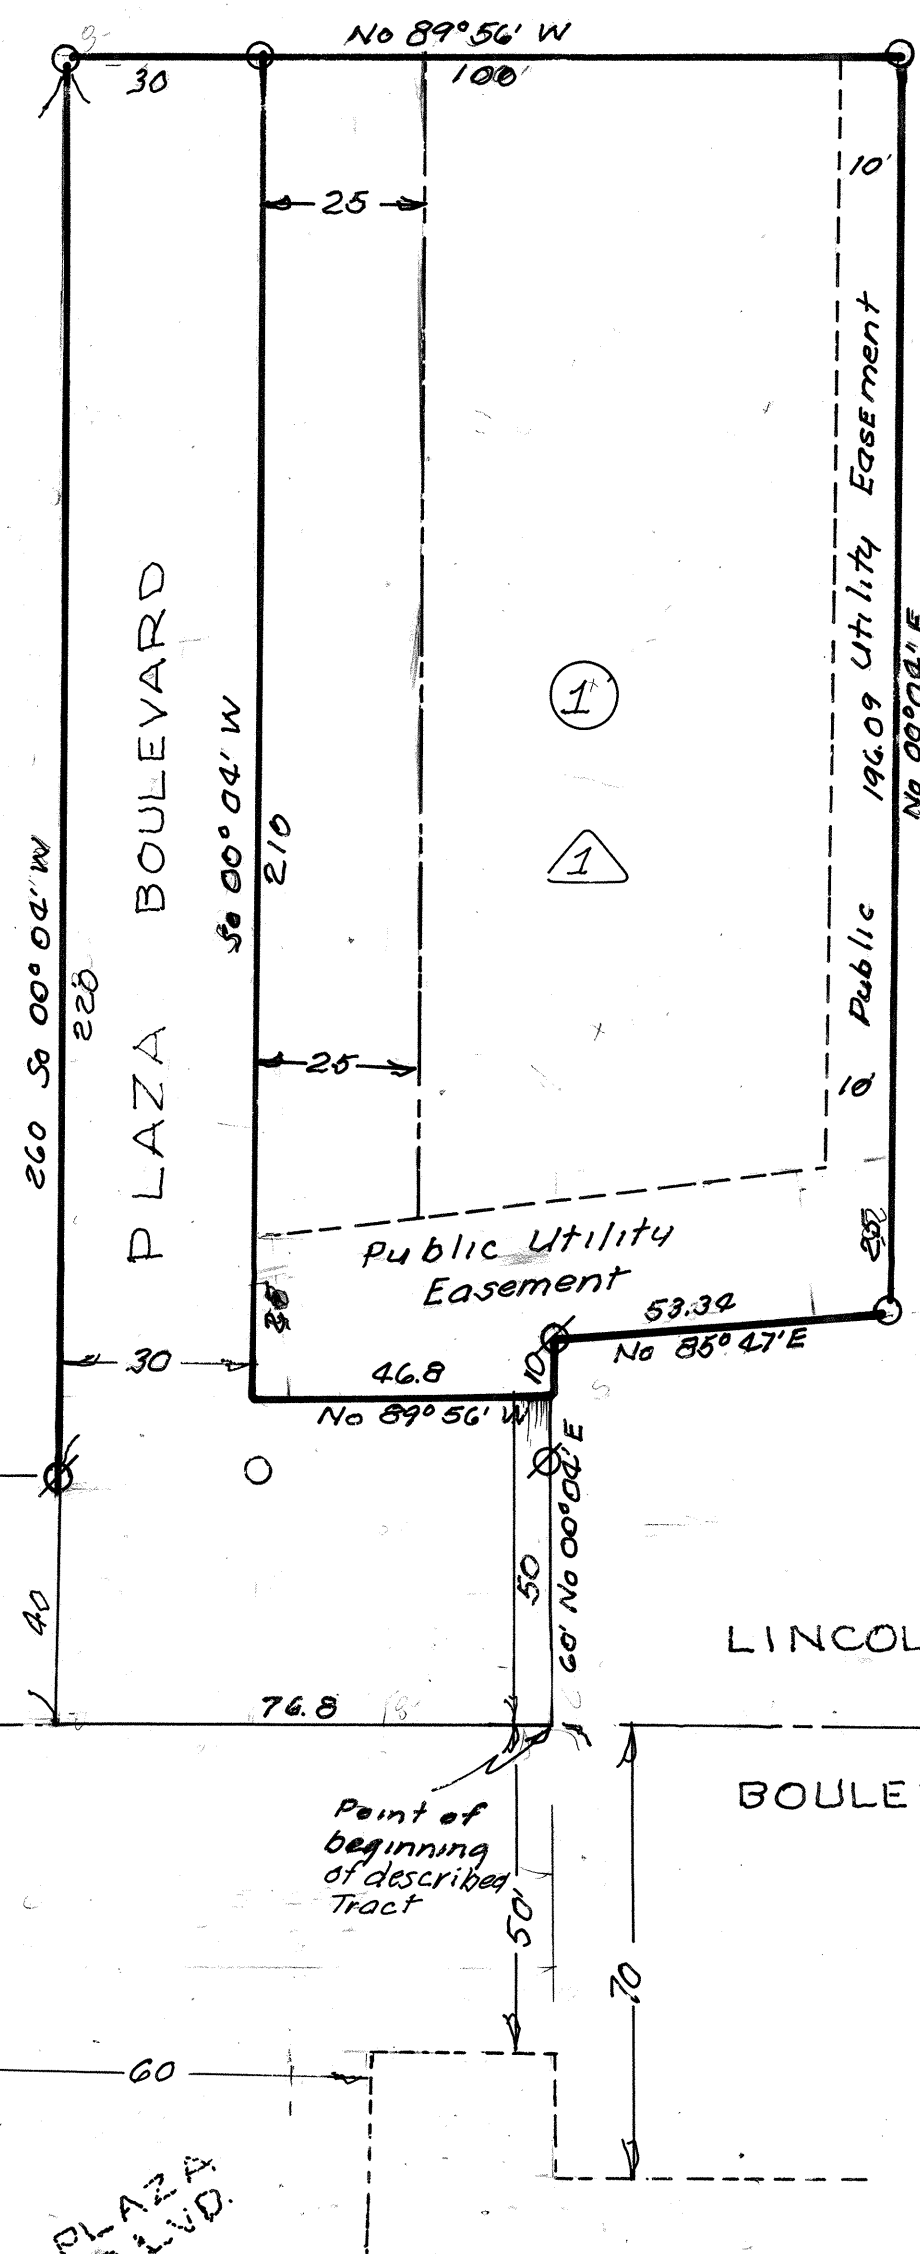 No 89°56' W
30
100'
10'
25
Public 196.09 Utility Easement
No 00°04" E
PLAZA BOULEVARD
So 00° 04' W
210
1
1
260 So 00°04" W
220
25
10'
25
Public Utility
Easement
25
53.34
No 85°47'E
30
46.8
10
No 89°56' W
50
60' No 00°04' E
40
LINCOL
76.8
BOULE
Point of
beginning
of described
Tract
50'
70
60
PLAZA
BLVD.